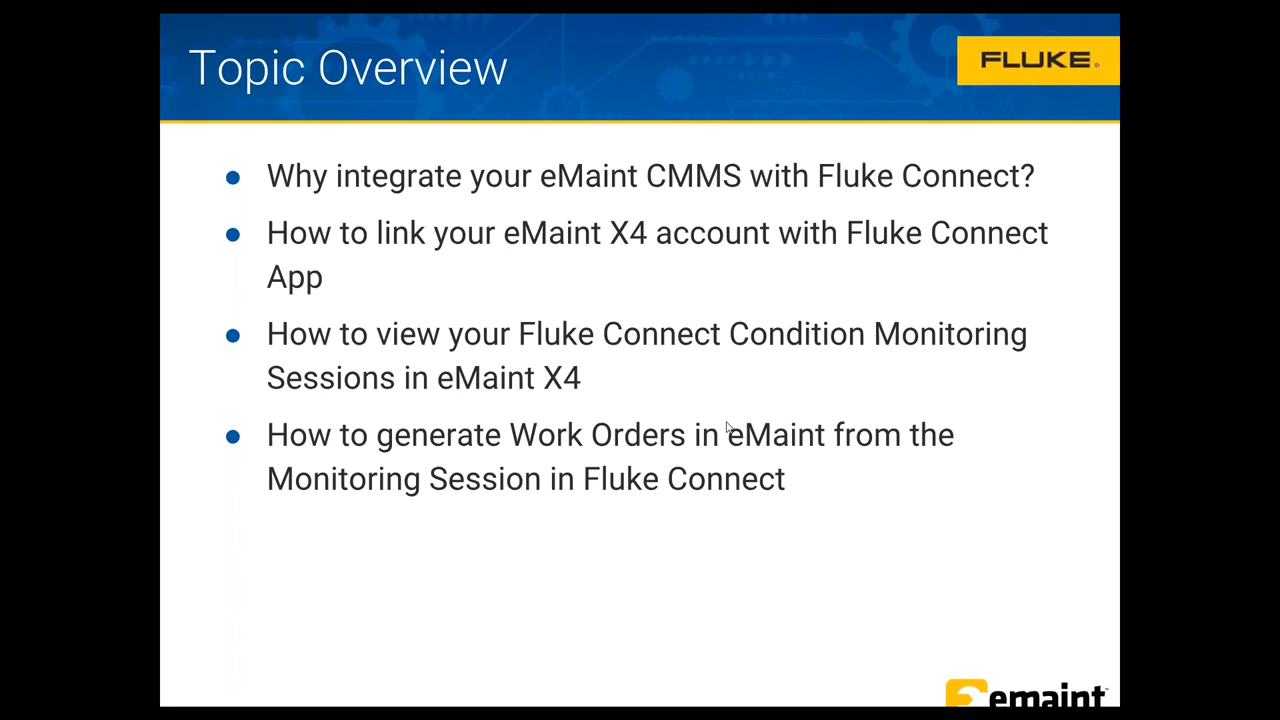 Topic Overview
FLUKE®
● Why integrate your eMaint CMMS with Fluke Connect?
● How to link your eMaint X4 account with Fluke Connect
App
● How to view your Fluke Connect Condition Monitoring
Sessions in eMaint X4
● How to generate Work Orders in eMaint from the
Monitoring Session in Fluke Connect
emaint™